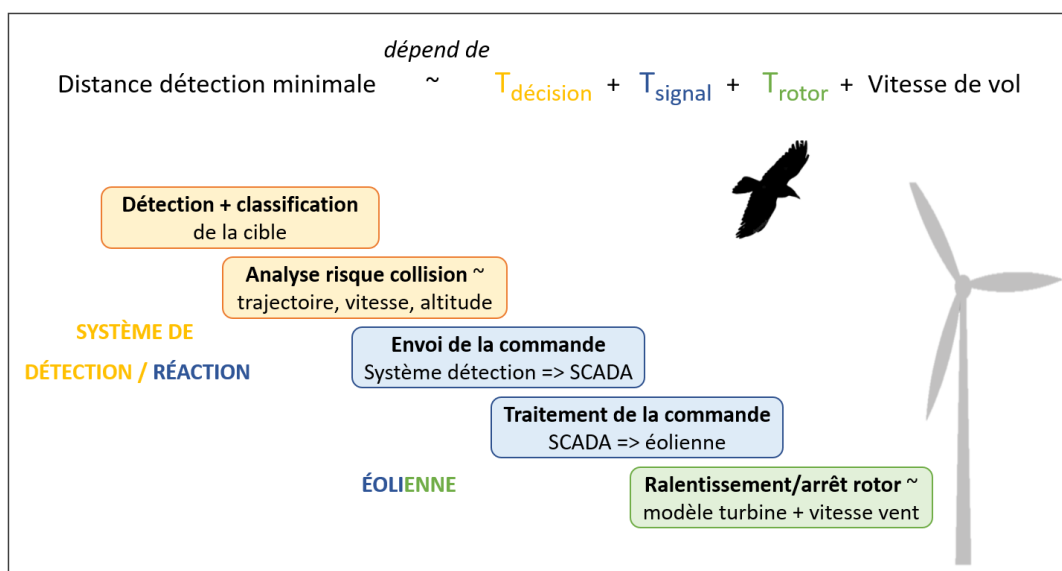 dépend de
Distance détection minimale ~ Tdécision + Tsignal + Trotor + Vitesse de vol
Détection + classification
de la cible
Analyse risque collision ~
trajectoire, vitesse, altitude
SYSTÈME DE
DÉTECTION / RÉACTION
Envoi de la commande
Système détection => SCADA
Traitement de la commande
SCADA => éolienne
ÉOLIENNE
Ralentissement/arrêt rotor ~
modèle turbine + vitesse vent